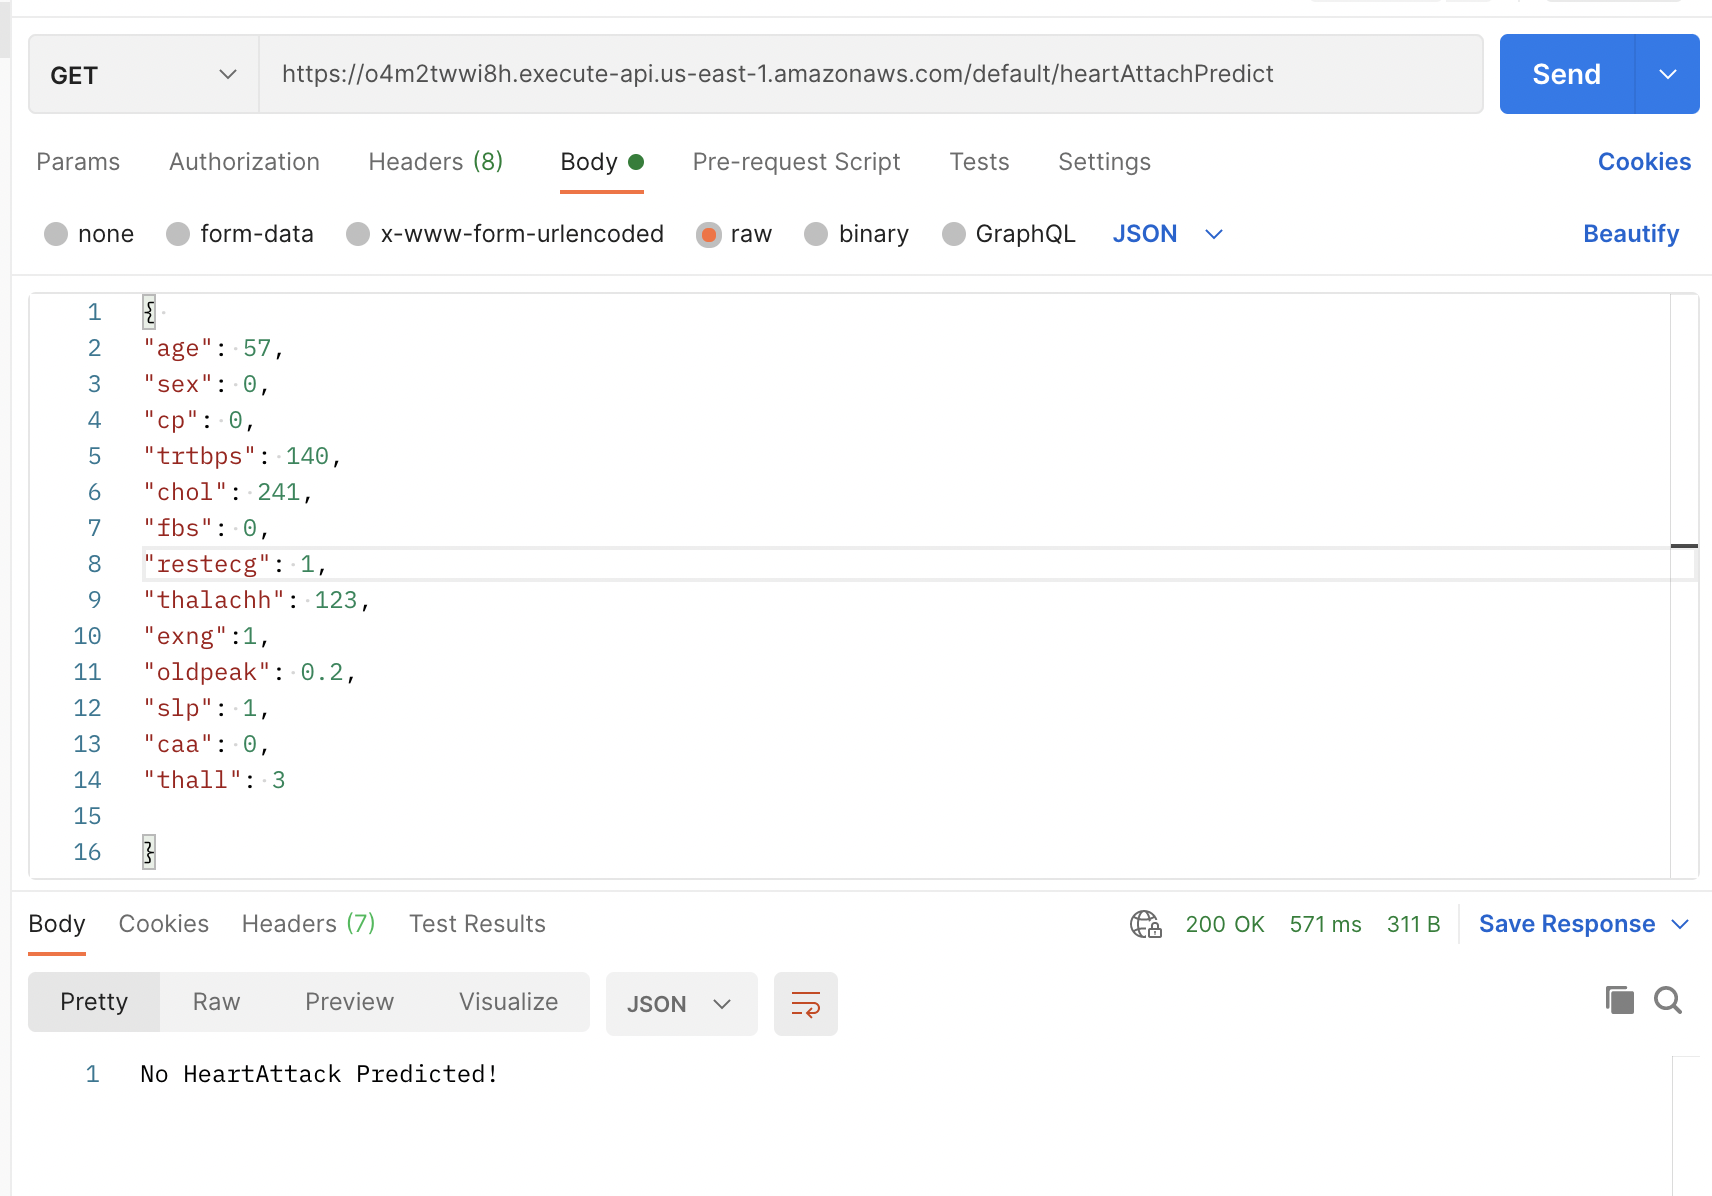 GET https://o4m2twwi8h.execute-api.us-east-1.amazonaws.com/default/heartAttachPredict Send
Params Authorization Headers (8) Body Pre-request Script Tests Settings Cookies
none form-data x-www-form-urlencoded raw binary GraphQL JSON Beautify
1 {
2 "age": 57,
3 "sex": 0,
4 "cp": 0,
5 "trtbps": 140,
6 "chol": 241,
7 "fbs": 0,
8 "restecg": 1,
9 "thalachh": 123,
10 "exng":1,
11 "oldpeak": 0.2,
12 "slp": 1,
13 "caa": 0,
14 "thall": 3
15
16 }
Body Cookies Headers (7) Test Results 200 OK 571 ms 311 B Save Response
Pretty Raw Preview Visualize JSON
1 No HeartAttack Predicted!